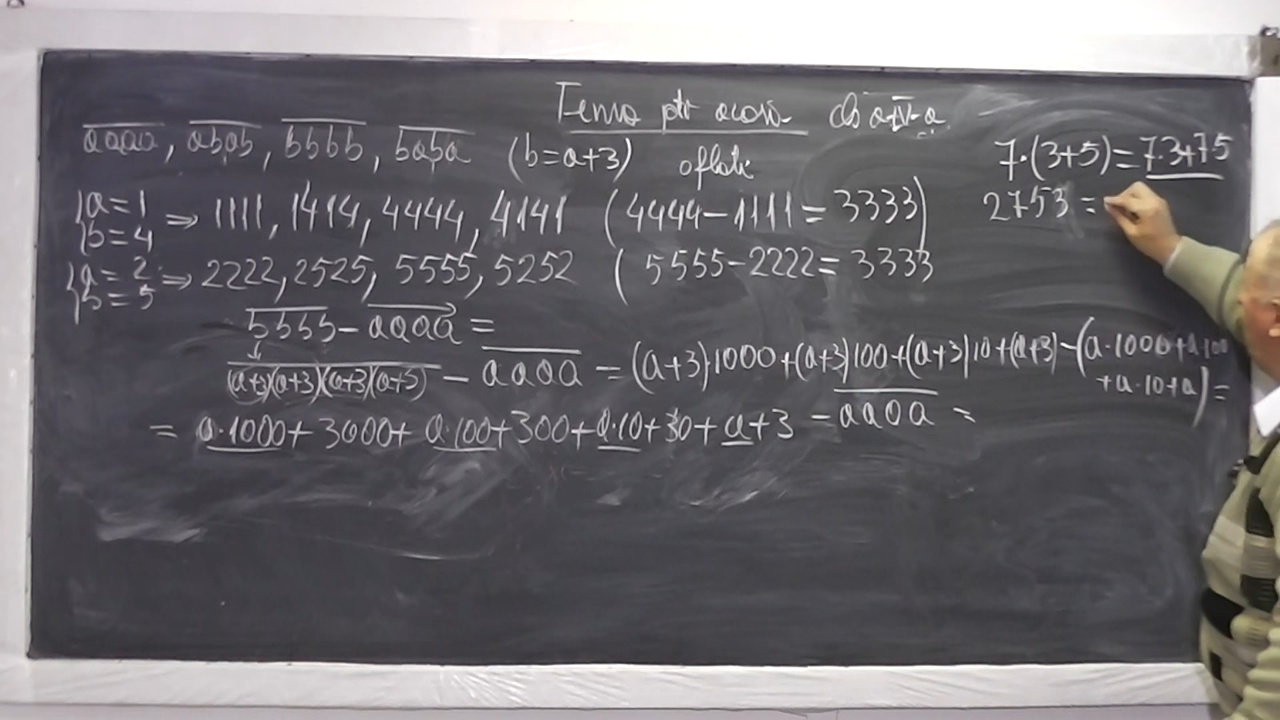 Tema ptr acasă
aaaa, abab, bbbb, baba (b=a+3) aflati
7·(3+5)=7·3+7·5
{a=1 {b=4 ⇒ 1111, 1414, 4444, 4141 (4444-1111=3333)
2753=
{a=2 {b=5 ⇒ 2222, 2525, 5555, 5252 (5555-2222=3333
bbbb-aaaa=
(a+3)(a+3)(a+3)(a+3) - aaaa = (a+3)·1000+(a+3)100+(a+3)10+(a+3)-(a·1000+a·100
+a·10+a)=
= a·1000+3000+a·100+300+a·10+30+a+3 - aaaa =